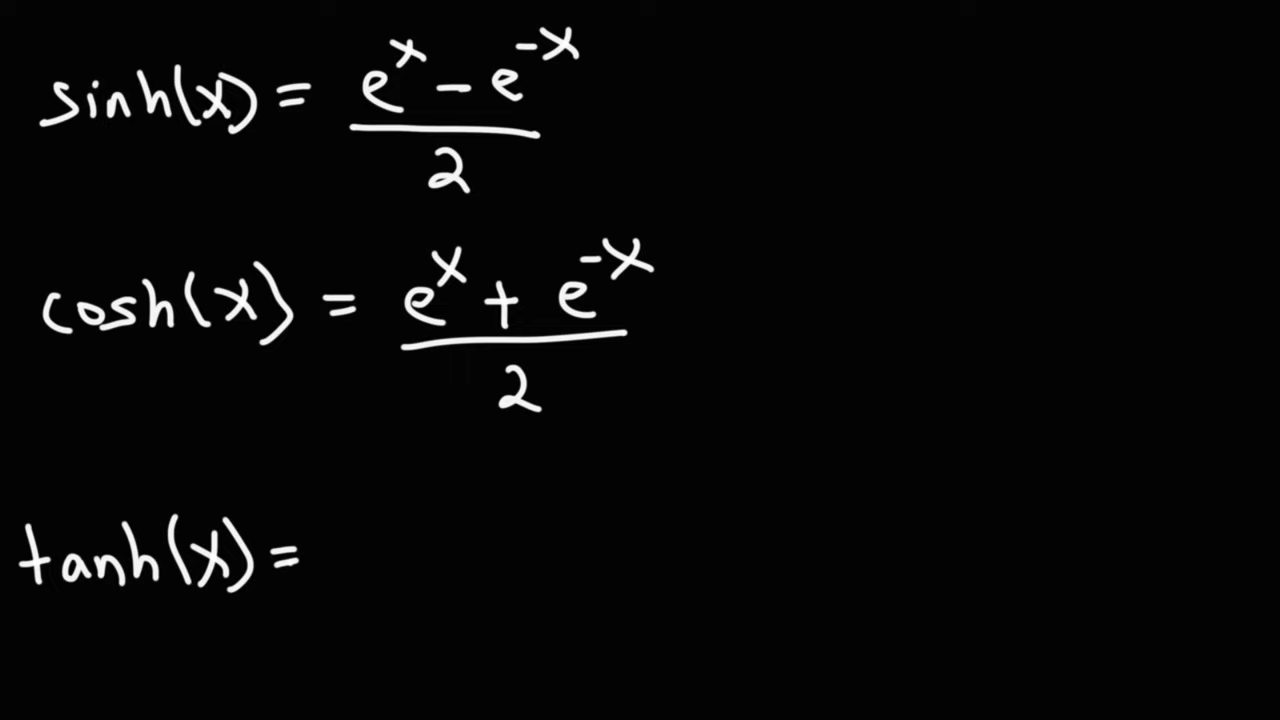 sinh(x) = (e^x - e^-x)/2
cosh(x) = (e^x + e^-x)/2
tanh(x) =